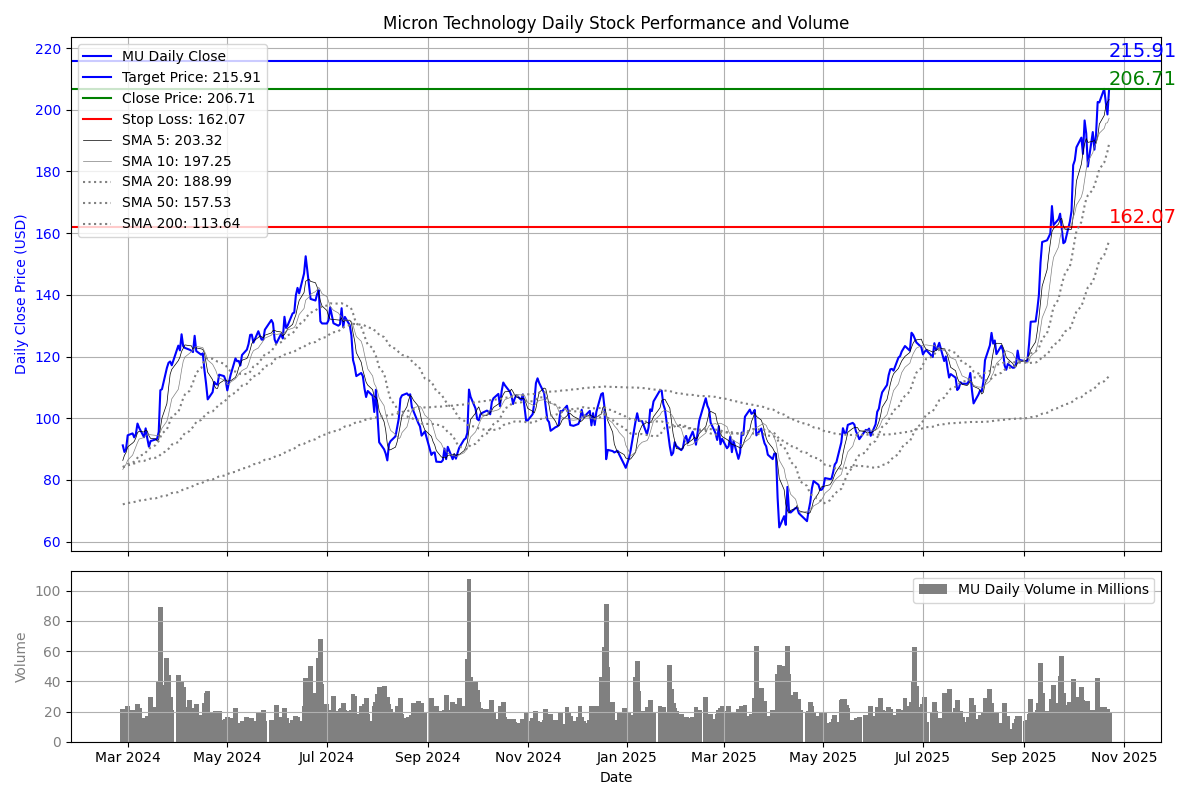 Micron Technology Daily Stock Performance and Volume
220
200
180
160
140
120
100
80
60
Daily Close Price (USD)
MU Daily Close
Target Price: 215.91
Close Price: 206.71
Stop Loss: 162.07
SMA 5: 203.32
SMA 10: 197.25
SMA 20: 188.99
SMA 50: 157.53
SMA 200: 113.64
215.91
206.71
162.07
100
80
60
40
20
0
Volume
MU Daily Volume in Millions
Mar 2024 May 2024 Jul 2024 Sep 2024 Nov 2024 Jan 2025 Mar 2025 May 2025 Jul 2025 Sep 2025 Nov 2025
Date